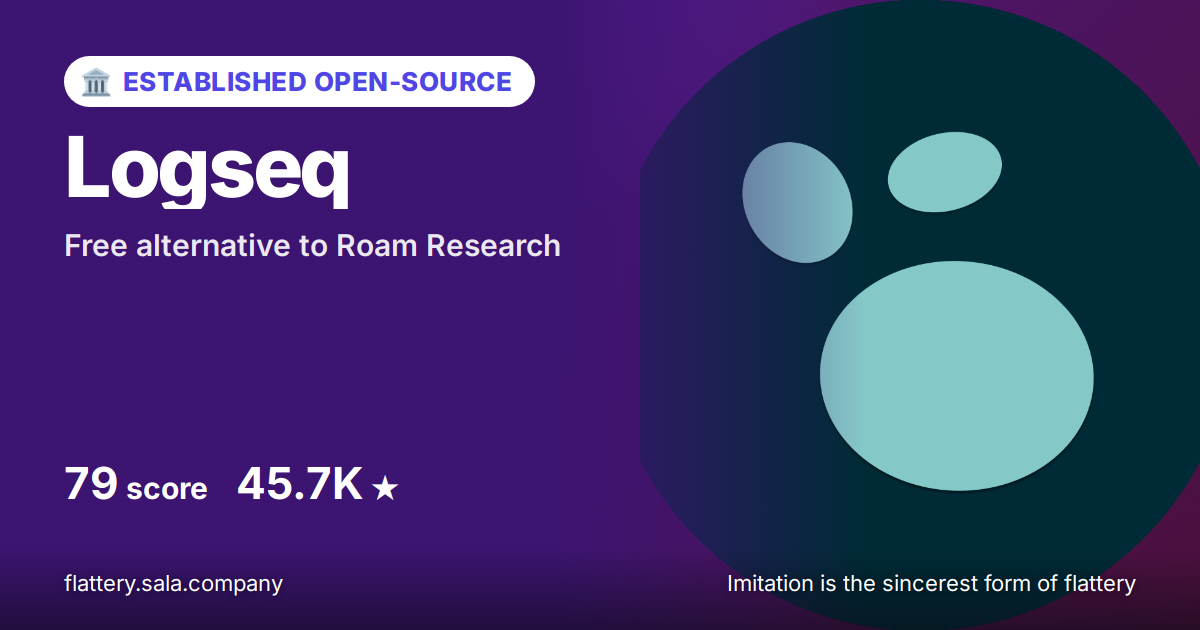 🏛️ ESTABLISHED OPEN-SOURCE
Logseq
Free alternative to Roam Research
79 score 45.7K ★
flattery.sala.company
Imitation is the sincerest form of flattery